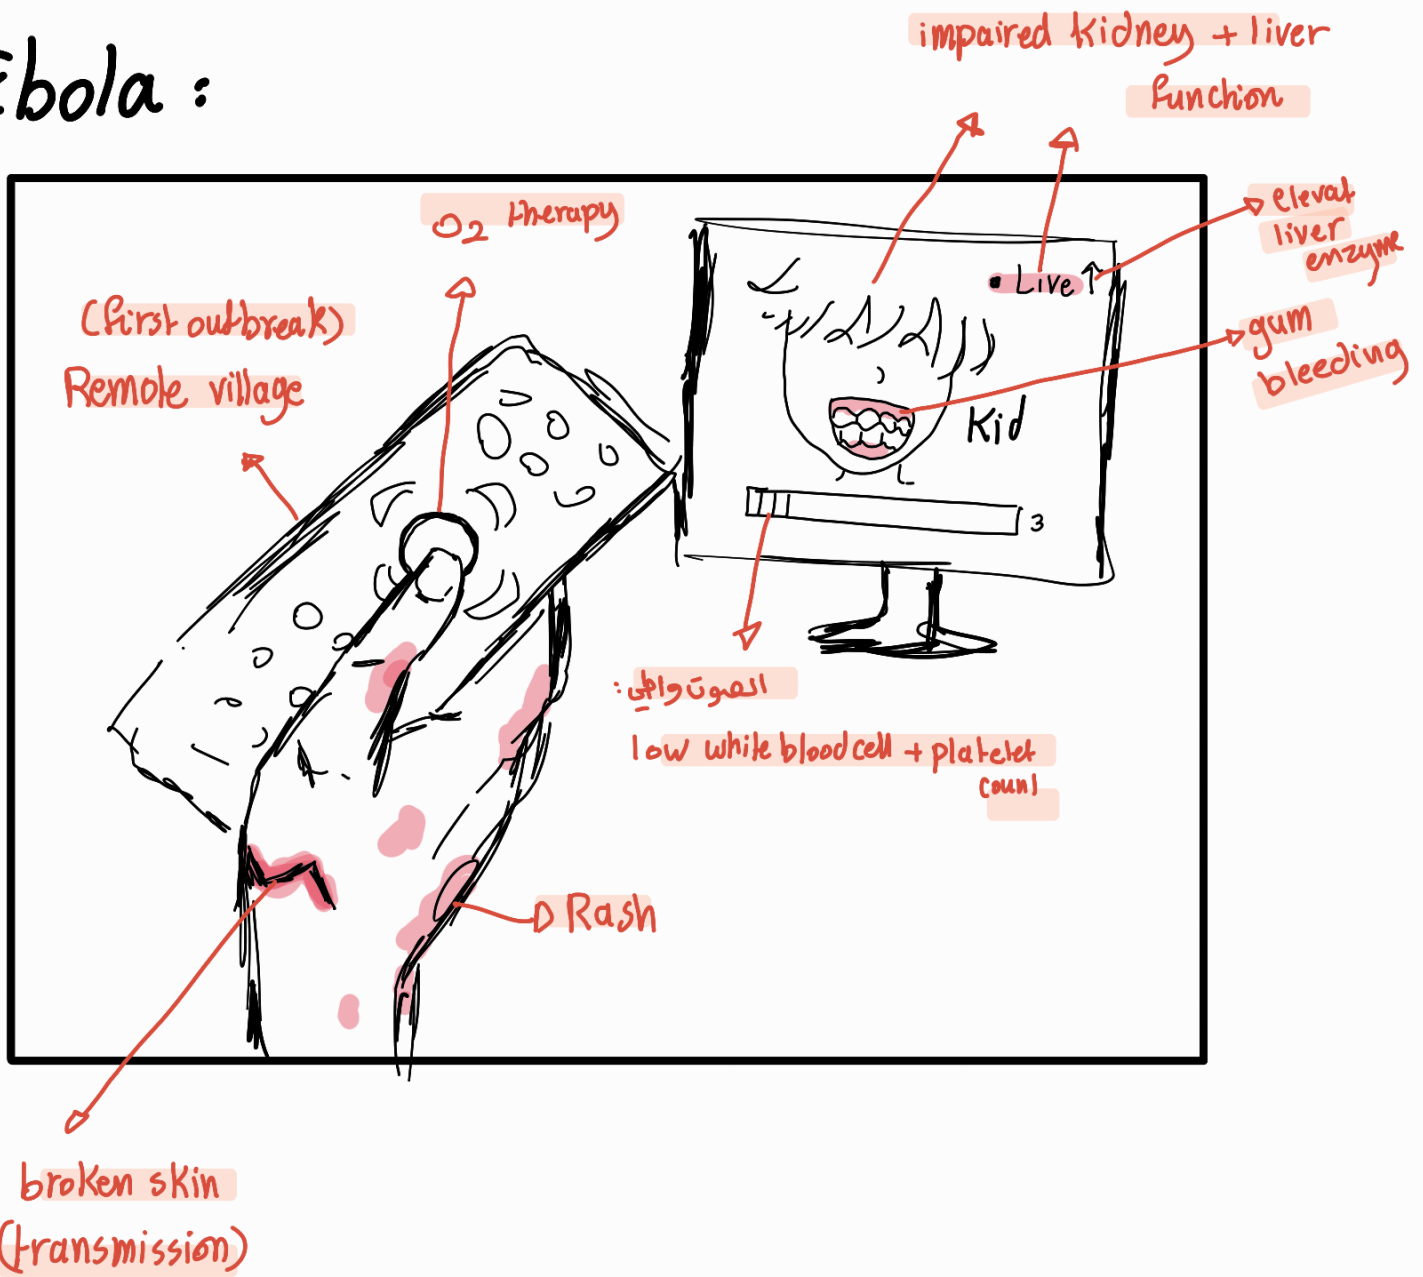 Ebola :
impaired kidney + liver
function
O2 therapy
elevat
liver
enzyme
• Live ↑
(first outbreak)
Remote village
gum
bleeding
Kid
3
الصوت واطي :
low white blood cell + platelet
count
Rash
broken skin
(transmission)